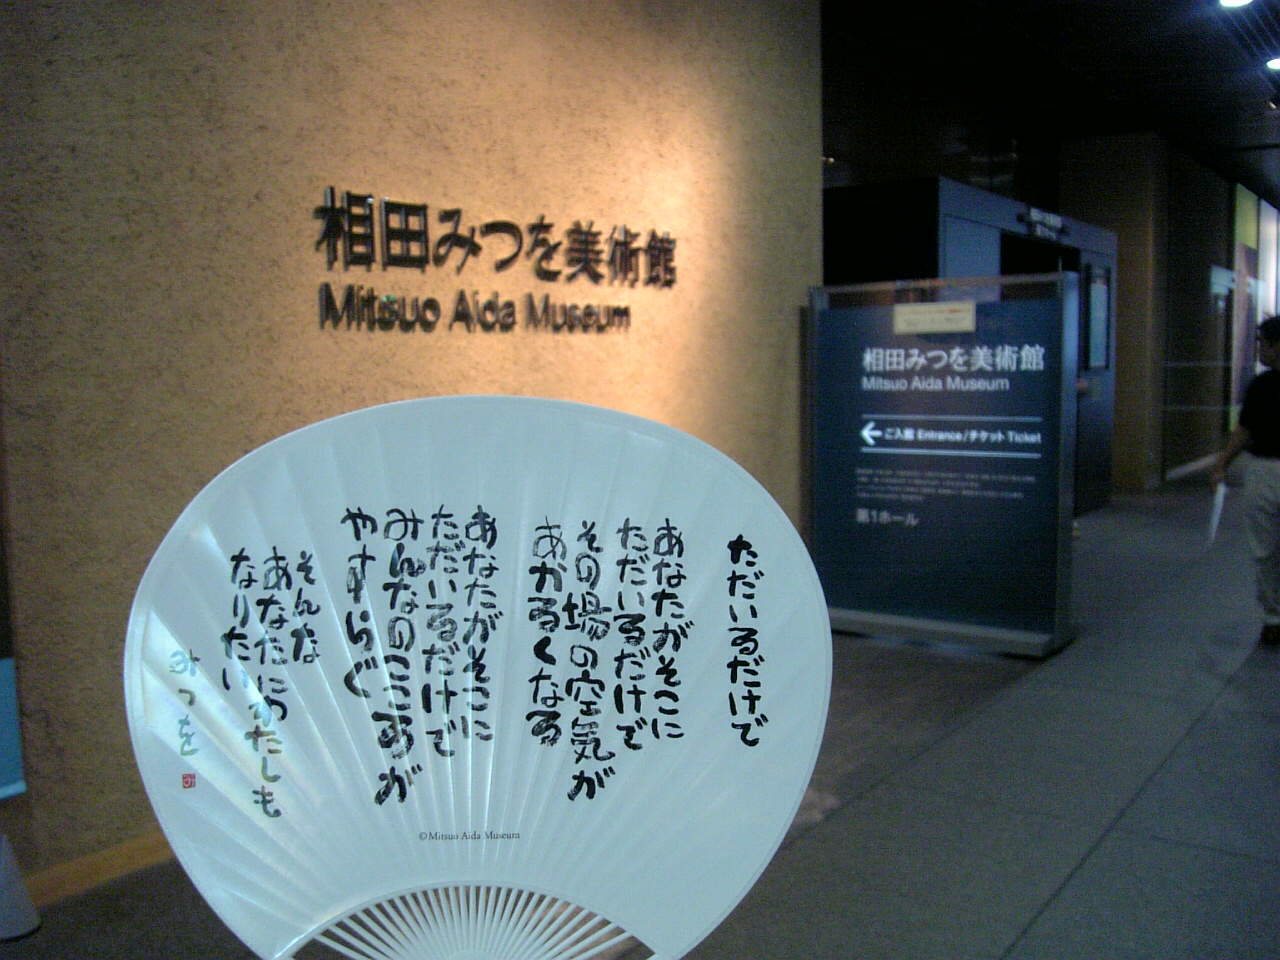 相田みつを美術館
Mitsuo Aida Museum
相田みつを美術館
Mitsuo Aida Museum
ご入館 Entrance/チケット Ticket
第1ホール
ただいるだけで
あなたがそこに
ただいるだけで
その場の空気が
あかるくなる
あなたがそこに
ただいるだけで
みんなのこころが
やすらぐ
そんな
あなたにわたしも
なりたい
みつを
©Mitsuo Aida Museum